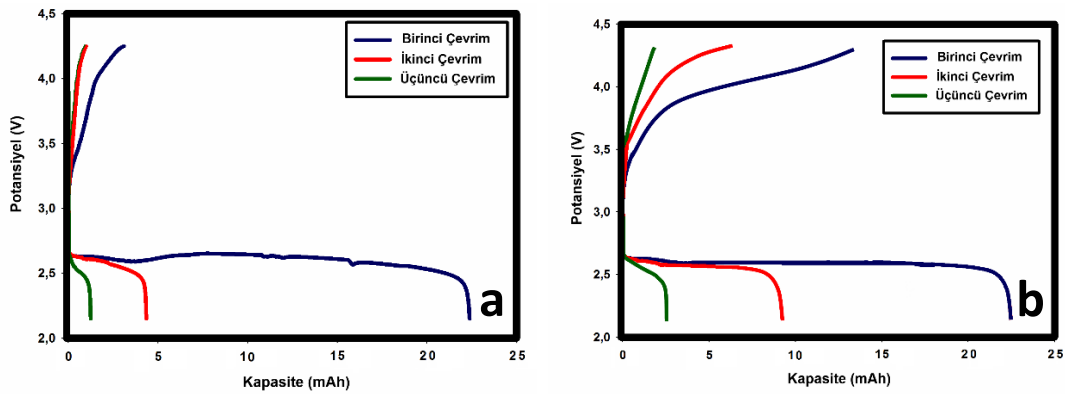 4,5
4,0
3,5
3,0
2,5
2,0
Potansiyel (V)
Birinci Çevrim
İkinci Çevrim
Üçüncü Çevrim
a
0 5 10 15 20 25
Kapasite (mAh)
4,5
4,0
3,5
3,0
2,5
2,0
Potansiyel (V)
Birinci Çevrim
İkinci Çevrim
Üçüncü Çevrim
b
0 5 10 15 20 25
Kapasite (mAh)